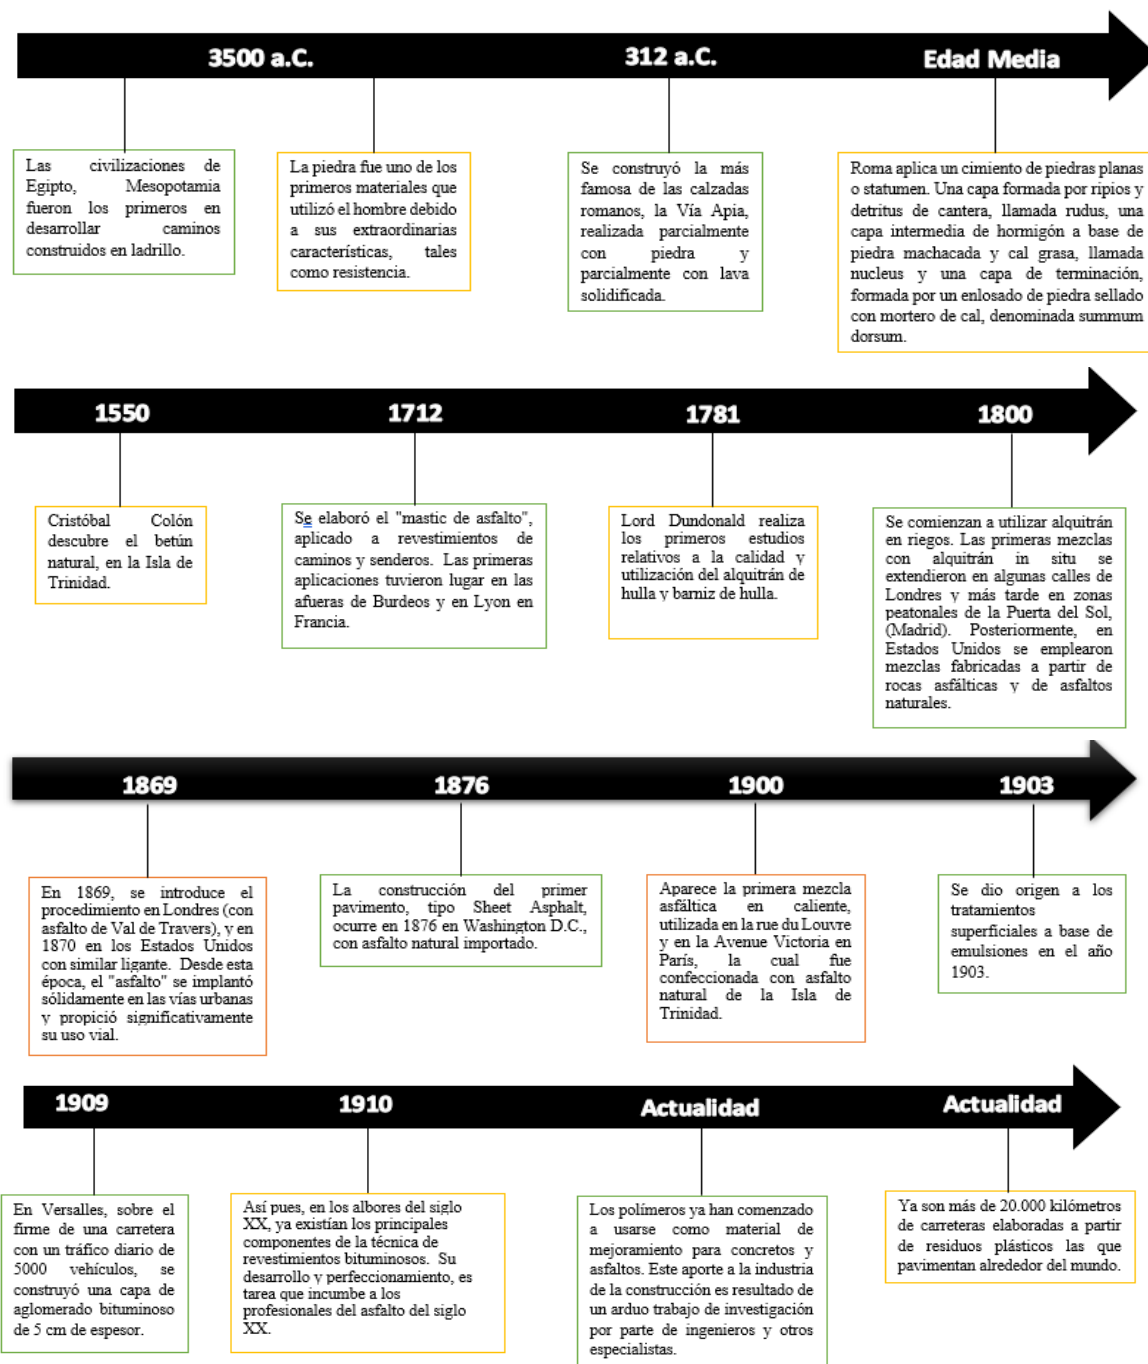 3500 a.C.
312 a.C.
Edad Media
Las civilizaciones de
Egipto, Mesopotamia
fueron los primeros en
desarrollar caminos
construidos en ladrillo.
La piedra fue uno de los
primeros materiales que
utilizó el hombre debido
a sus extraordinarias
características, tales
como resistencia.
Se construyó la más
famosa de las calzadas
romanos, la Vía Apia,
realizada parcialmente
con piedra y
parcialmente con lava
solidificada.
Roma aplica un cimiento de piedras planas
o statumen. Una capa formada por ripios y
detritus de cantera, llamada rudus, una
capa intermedia de hormigón a base de
piedra machacada y cal grasa, llamada
nucleus y una capa de terminación,
formada por un enlosado de piedra sellado
con mortero de cal, denominada summum
dorsum.
1550
1712
1781
1800
Cristóbal Colón
descubre el betún
natural, en la Isla de
Trinidad.
Se elaboró el "mastic de asfalto",
aplicado a revestimientos de
caminos y senderos. Las primeras
aplicaciones tuvieron lugar en las
afueras de Burdeos y en Lyon en
Francia.
Lord Dundonald realiza
los primeros estudios
relativos a la calidad y
utilización del alquitrán de
hulla y barniz de hulla.
Se comienzan a utilizar alquitrán
en riegos. Las primeras mezclas
con alquitrán in situ se
extendieron en algunas calles de
Londres y más tarde en zonas
peatonales de la Puerta del Sol,
(Madrid). Posteriormente, en
Estados Unidos se emplearon
mezclas fabricadas a partir de
rocas asfálticas y de asfaltos
naturales.
1869
1876
1900
1903
En 1869, se introduce el
procedimiento en Londres (con
asfalto de Val de Travers), y en
1870 en los Estados Unidos
con similar ligante. Desde esta
época, el "asfalto" se implantó
sólidamente en las vías urbanas
y propició significativamente
su uso vial.
La construcción del primer
pavimento, tipo Sheet Asphalt,
ocurre en 1876 en Washington D.C.,
con asfalto natural importado.
Aparece la primera mezcla
asfáltica en caliente,
utilizada en la rue du Louvre
y en la Avenue Victoria en
París, la cual fue
confeccionada con asfalto
natural de la Isla de
Trinidad.
Se dio origen a los
tratamientos
superficiales a base de
emulsiones en el año
1903.
1909
1910
Actualidad
Actualidad
En Versalles, sobre el
firme de una carretera
con un tráfico diario de
5000 vehículos, se
construyó una capa de
aglomerado bituminoso
de 5 cm de espesor.
Así pues, en los albores del siglo
XX, ya existían los principales
componentes de la técnica de
revestimientos bituminosos. Su
desarrollo y perfeccionamiento, es
tarea que incumbe a los
profesionales del asfalto del siglo
XX.
Los polímeros ya han comenzado
a usarse como material de
mejoramiento para concretos y
asfaltos. Este aporte a la industria
de la construcción es resultado de
un arduo trabajo de investigación
por parte de ingenieros y otros
especialistas.
Ya son más de 20.000 kilómetros
de carreteras elaboradas a partir
de residuos plásticos las que
pavimentan alrededor del mundo.